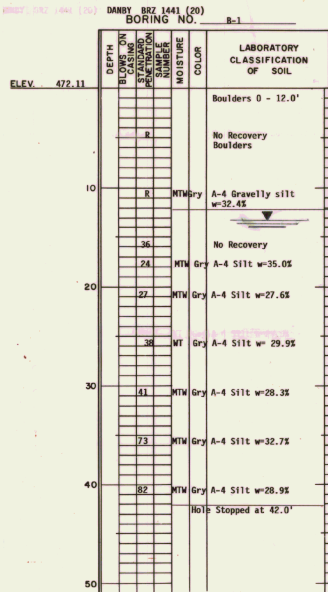 DANBY BRZ 1441 (20)
BORING NO. B-1
DEPTH
BLOWS ON CASING
STANDARD PENETRATION
SAMPLE NUMBER
MOISTURE
COLOR
LABORATORY CLASSIFICATION OF SOIL
ELEV. 472.11
Boulders 0 - 12.0'
R No Recovery
Boulders
10 R MTW Gry A-4 Gravelly silt
w=32.4%
36 No Recovery
24 MTW Gry A-4 Silt w=35.0%
20
27 MTW Gry A-4 Silt w=27.6%
38 WT Gry A-4 Silt w= 29.9%
30
41 MTW Gry A-4 Silt w=28.3%
73 MTW Gry A-4 Silt w=32.7%
40
82 MTW Gry A-4 Silt w=28.9%
Hole Stopped at 42.0'
50